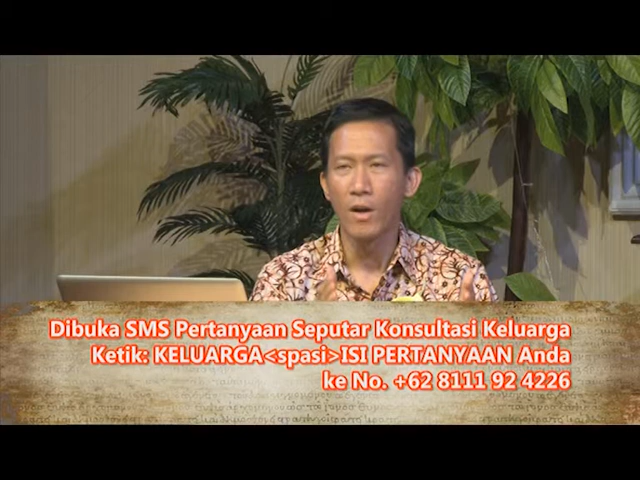 Dibuka SMS Pertanyaan Seputar Konsultasi Keluarga
Ketik: KELUARGA<spasi>ISI PERTANYAAN Anda
ke No. +62 8111 92 4226